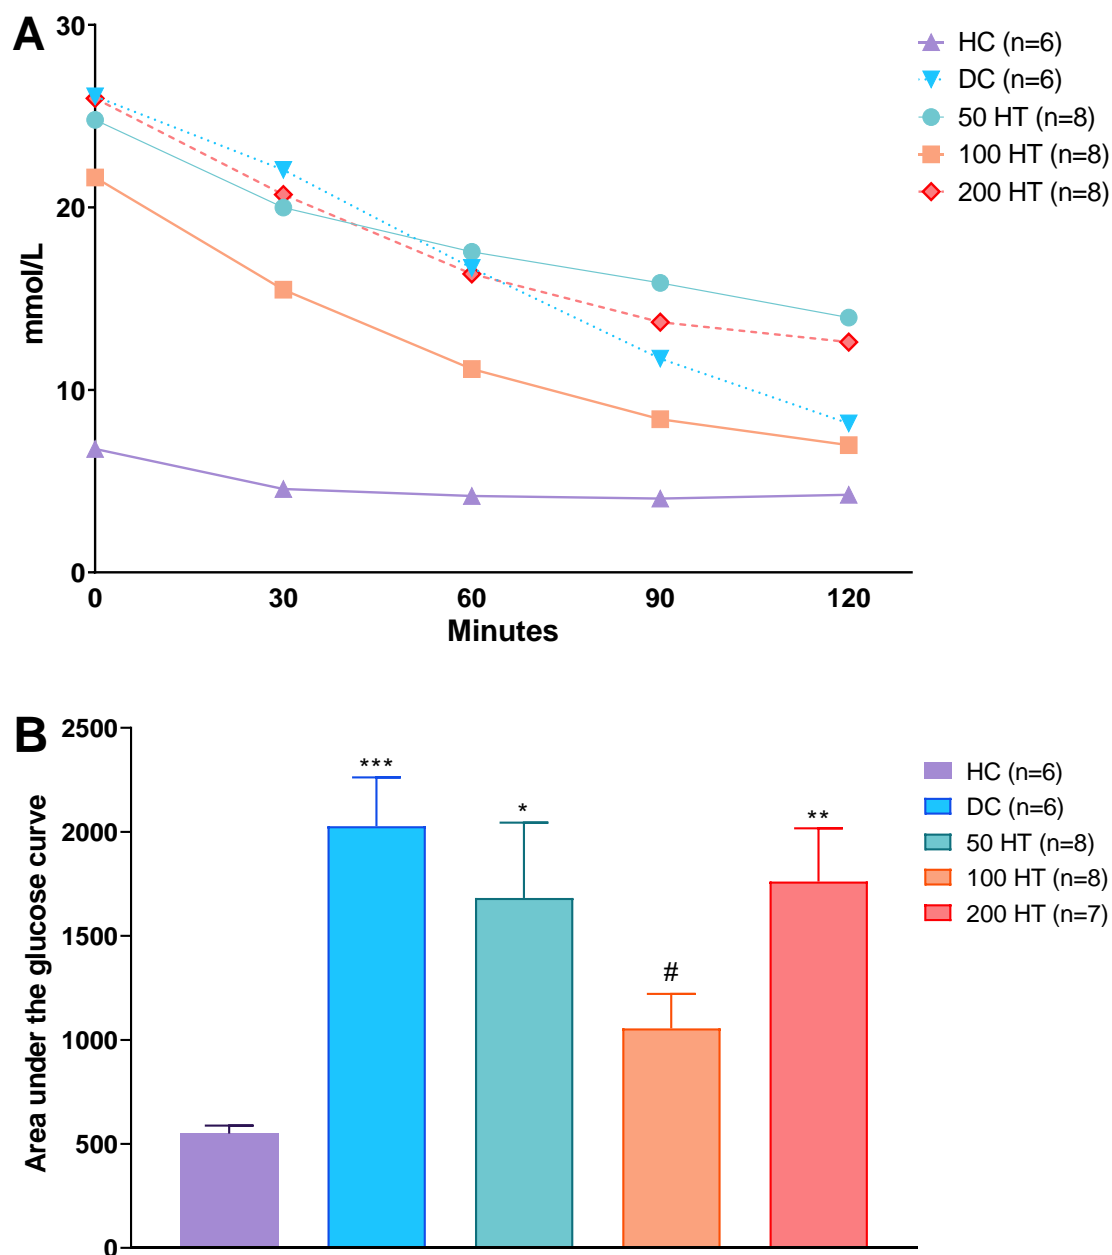 A
30
20
10
0
mmol/L
0 30 60 90 120
Minutes
HC (n=6)
DC (n=6)
50 HT (n=8)
100 HT (n=8)
200 HT (n=8)
B
2500
2000
1500
1000
500
0
Area under the glucose curve
***
*
#
**
HC (n=6)
DC (n=6)
50 HT (n=8)
100 HT (n=8)
200 HT (n=7)